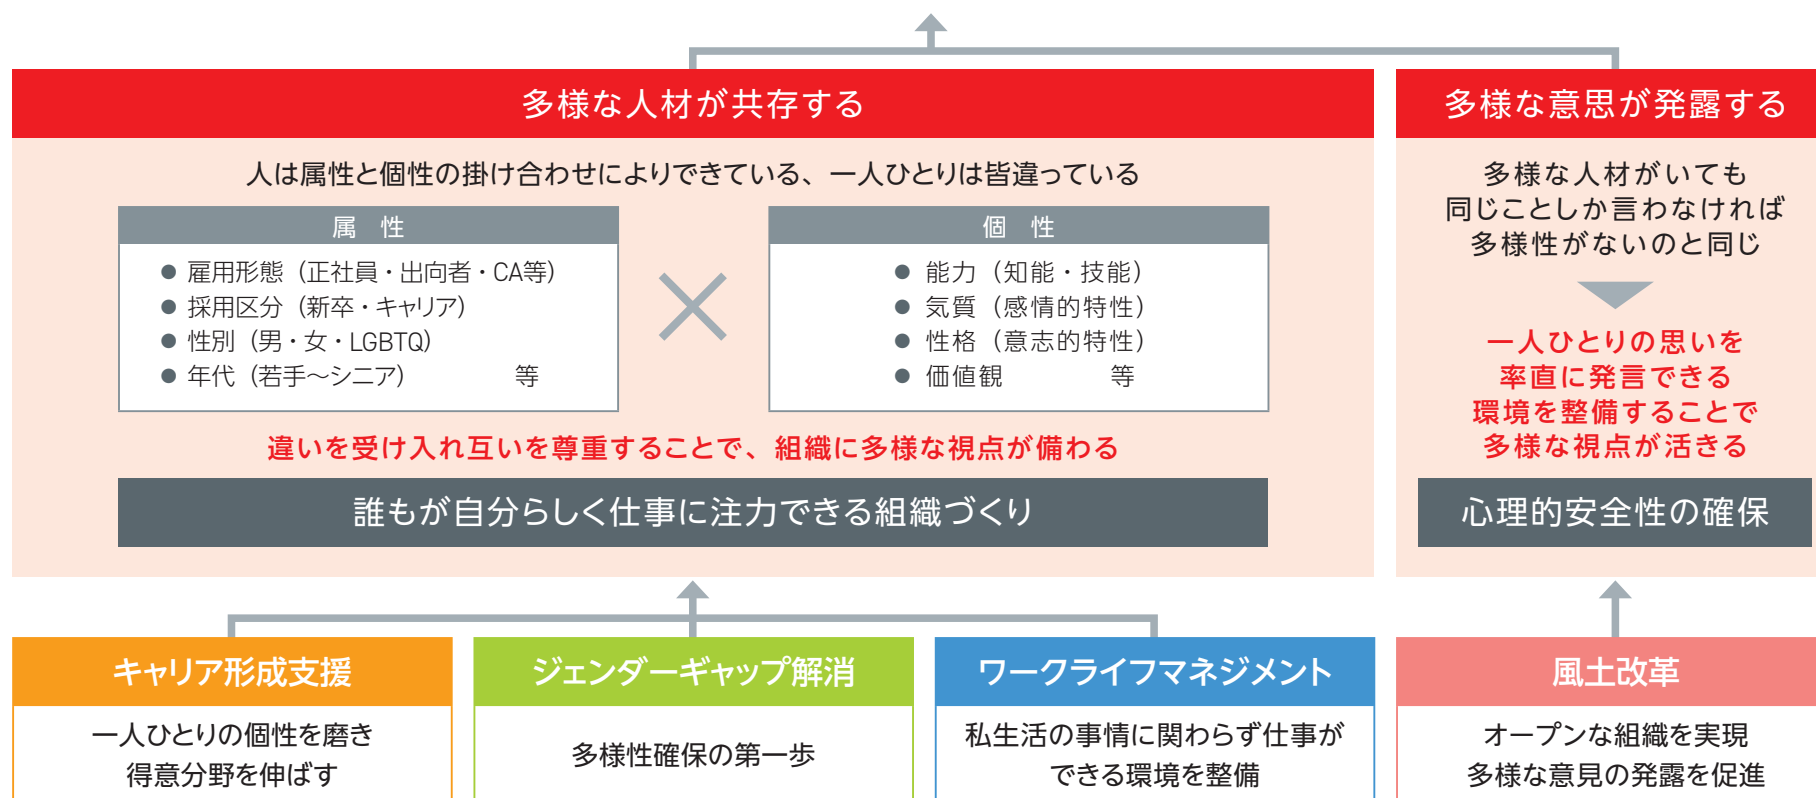 多様な人材が共存する
人は属性と個性の掛け合わせによりできている、一人ひとりは皆違っている
属 性
● 雇用形態（正社員・出向者・CA等）
● 採用区分（新卒・キャリア）
● 性別（男・女・LGBTQ）
● 年代（若手～シニア） 等
×
個 性
● 能力（知能・技能）
● 気質（感情的特性）
● 性格（意志的特性）
● 価値観 等
違いを受け入れ互いを尊重することで、組織に多様な視点が備わる
誰もが自分らしく仕事に注力できる組織づくり
多様な意思が発露する
多様な人材がいても
同じことしか言わなければ
多様性がないのと同じ
一人ひとりの思いを
率直に発言できる
環境を整備することで
多様な視点が活きる
心理的安全性の確保
キャリア形成支援
一人ひとりの個性を磨き
得意分野を伸ばす
ジェンダーギャップ解消
多様性確保の第一歩
ワークライフマネジメント
私生活の事情に関わらず仕事が
できる環境を整備
風土改革
オープンな組織を実現
多様な意見の発露を促進